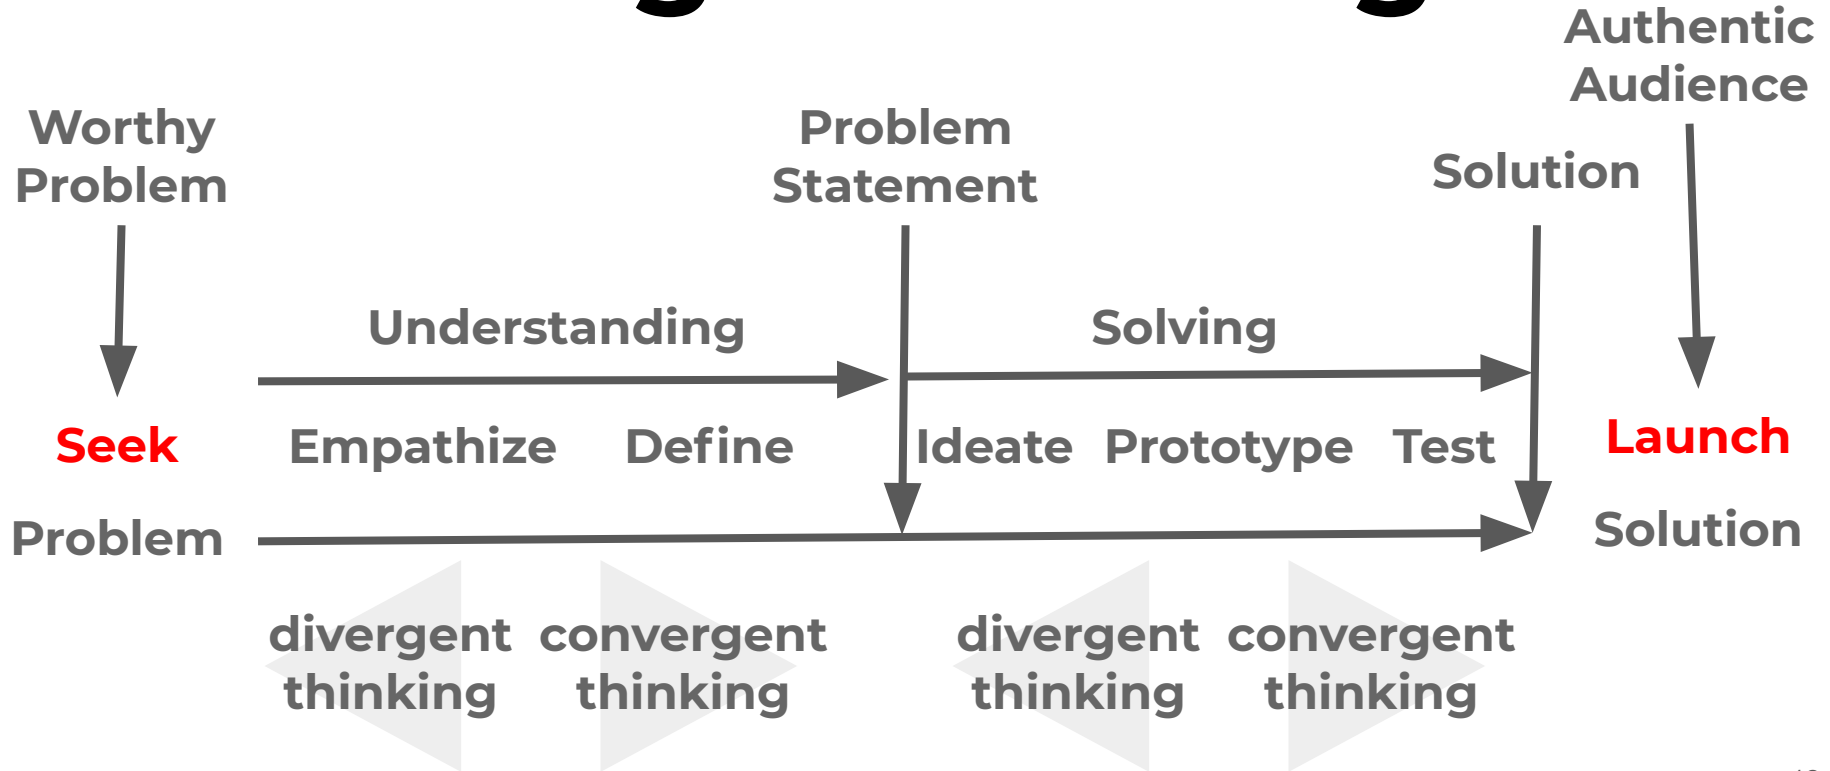 Authentic
Audience
Worthy
Problem
Problem
Statement
Solution
Understanding
Solving
Seek
Empathize
Define
Ideate
Prototype
Test
Launch
Problem
Solution
divergent
thinking
convergent
thinking
divergent
thinking
convergent
thinking